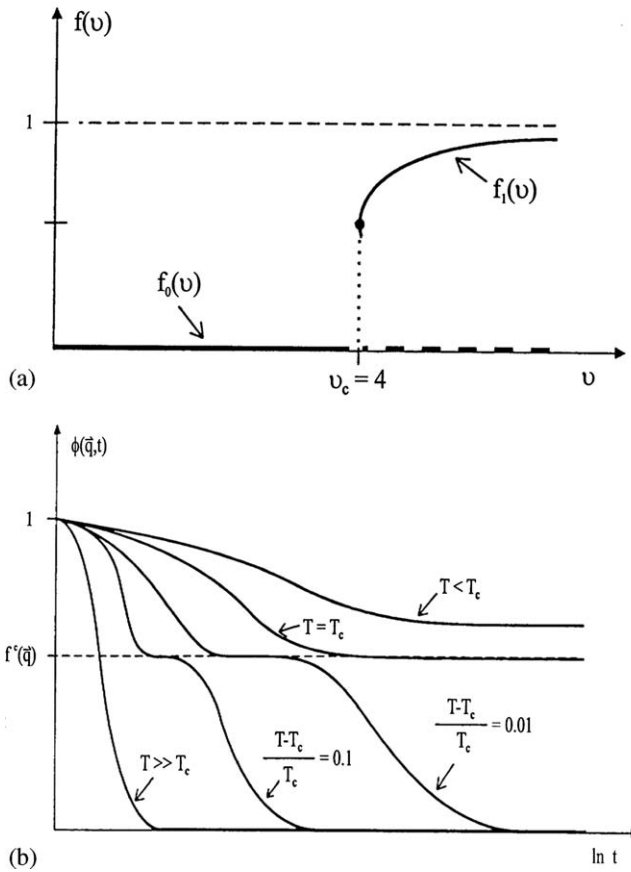 f(υ)
1
f₁(υ)
f₀(υ)
(a)
υ_c = 4
υ
ϕ(q⃗,t)
1
T < T_c
T = T_c
f^c(q⃗)
T-T_c / T_c = 0.01
T-T_c / T_c = 0.1
T >> T_c
(b)
ln t